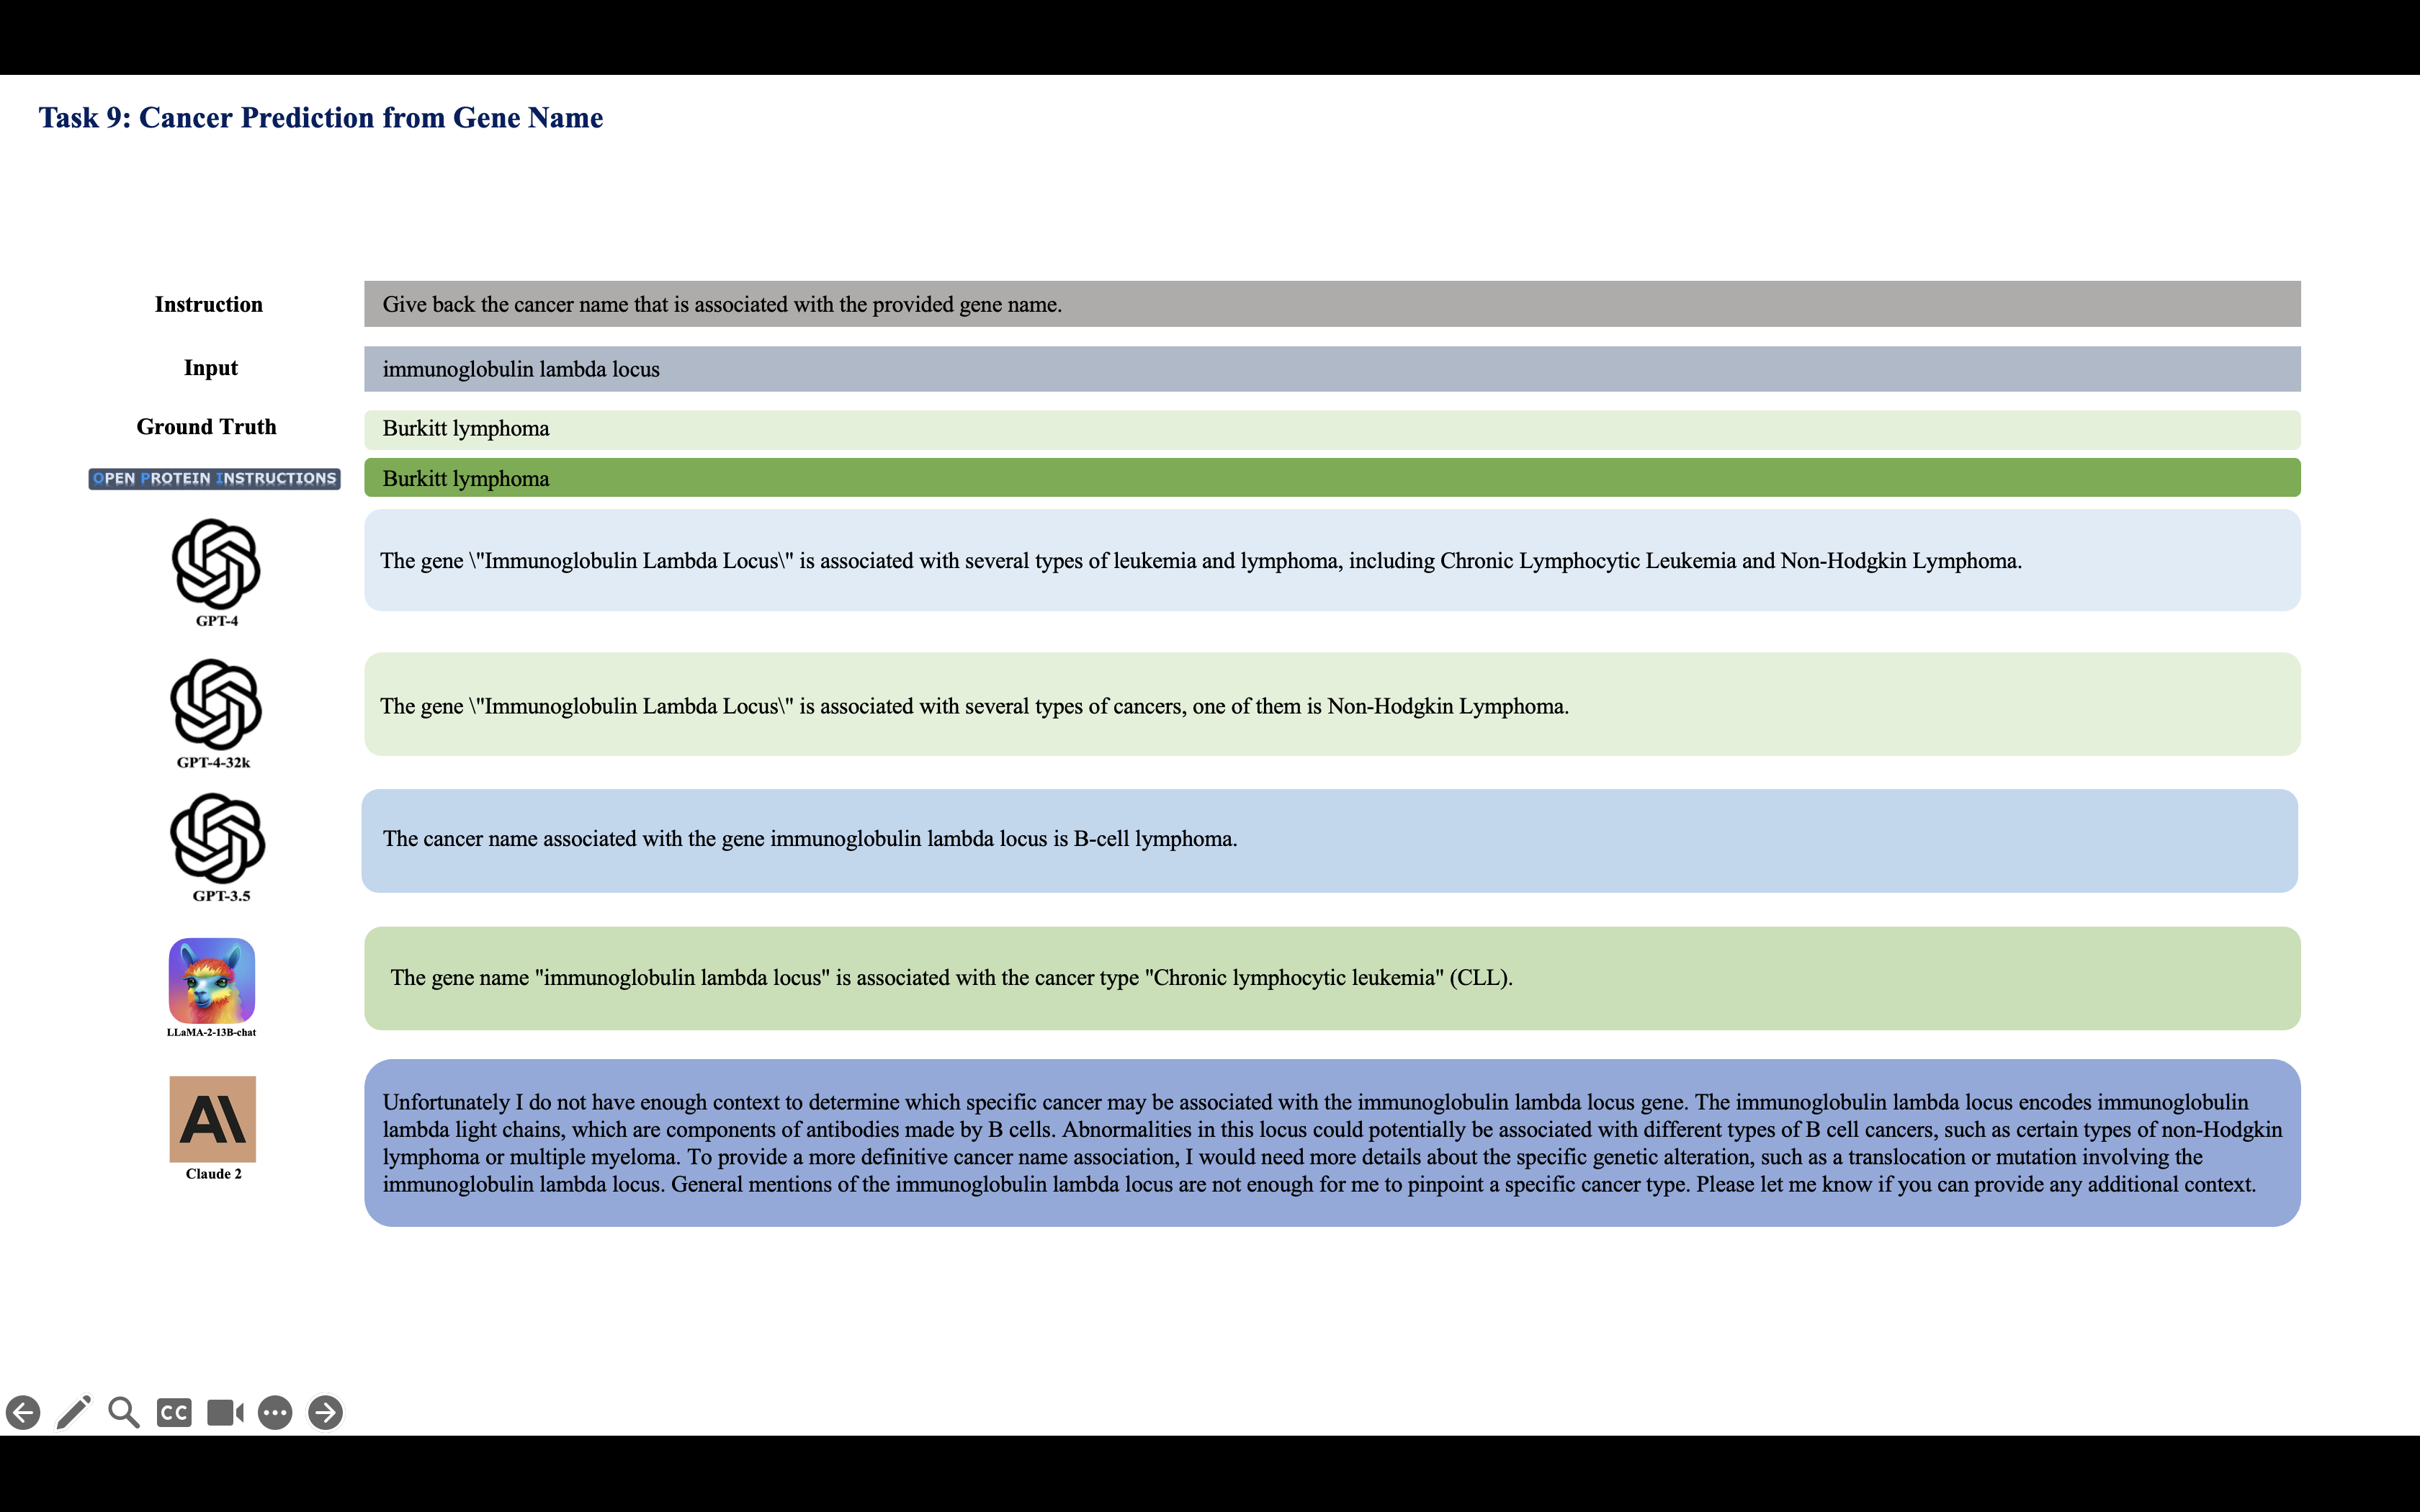 Task 9: Cancer Prediction from Gene Name
Instruction
Give back the cancer name that is associated with the provided gene name.
Input
immunoglobulin lambda locus
Ground Truth
Burkitt lymphoma
OPEN PROTEIN INSTRUCTIONS
Burkitt lymphoma
The gene \"Immunoglobulin Lambda Locus\" is associated with several types of leukemia and lymphoma, including Chronic Lymphocytic Leukemia and Non-Hodgkin Lymphoma.
GPT-4
The gene \"Immunoglobulin Lambda Locus\" is associated with several types of cancers, one of them is Non-Hodgkin Lymphoma.
GPT-4-32k
The cancer name associated with the gene immunoglobulin lambda locus is B-cell lymphoma.
GPT-3.5
The gene name "immunoglobulin lambda locus" is associated with the cancer type "Chronic lymphocytic leukemia" (CLL).
LLaMA-2-13B-chat
A\
Claude 2
Unfortunately I do not have enough context to determine which specific cancer may be associated with the immunoglobulin lambda locus gene. The immunoglobulin lambda locus encodes immunoglobulin
lambda light chains, which are components of antibodies made by B cells. Abnormalities in this locus could potentially be associated with different types of B cell cancers, such as certain types of non-Hodgkin
lymphoma or multiple myeloma. To provide a more definitive cancer name association, I would need more details about the specific genetic alteration, such as a translocation or mutation involving the
immunoglobulin lambda locus. General mentions of the immunoglobulin lambda locus are not enough for me to pinpoint a specific cancer type. Please let me know if you can provide any additional context.
CC